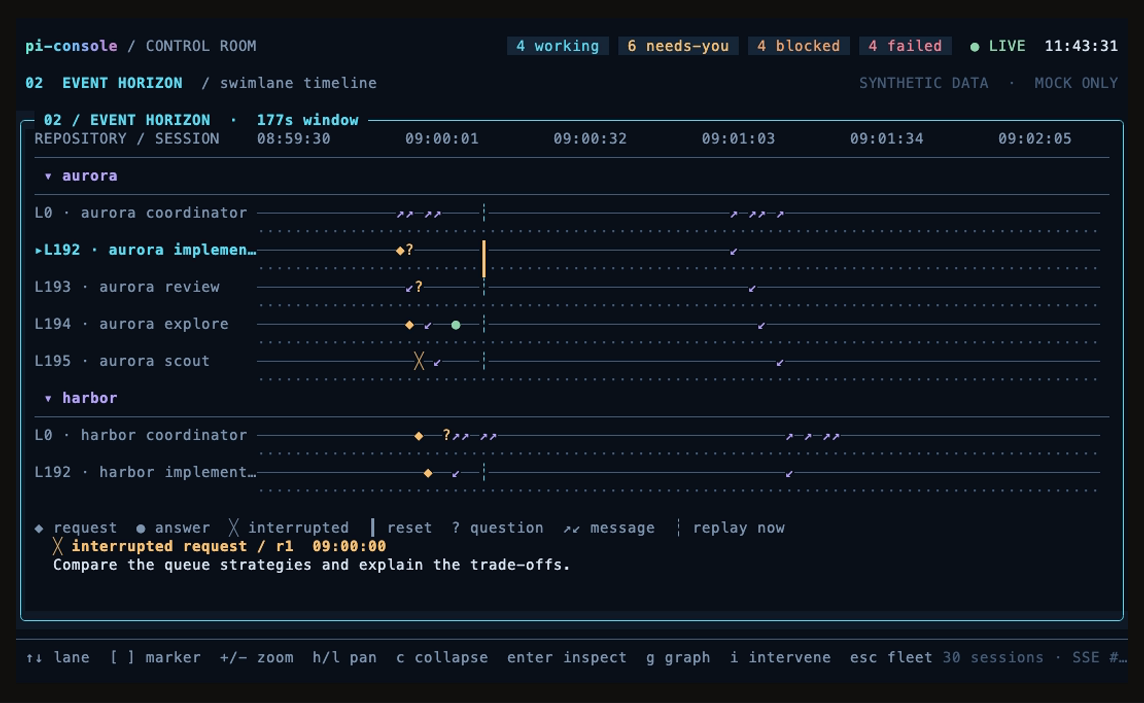 pi-console / CONTROL ROOM 4 working 6 needs-you 4 blocked 4 failed ● LIVE 11:43:31
02 EVENT HORIZON / swimlane timeline SYNTHETIC DATA · MOCK ONLY
02 / EVENT HORIZON · 177s window
REPOSITORY / SESSION 08:59:30 09:00:01 09:00:32 09:01:03 09:01:34 09:02:05
▾ aurora
L0 · aurora coordinator
▸L192 · aurora implemen…
L193 · aurora review
L194 · aurora explore
L195 · aurora scout
▾ harbor
L0 · harbor coordinator
L192 · harbor implement…
◆ request ● answer ╳ interrupted ┃ reset ? question ↗↙ message ┆ replay now
╳ interrupted request / r1 09:00:00
Compare the queue strategies and explain the trade-offs.
↑↓ lane [ ] marker +/- zoom h/l pan c collapse enter inspect g graph i intervene esc fleet 30 sessions · SSE #…